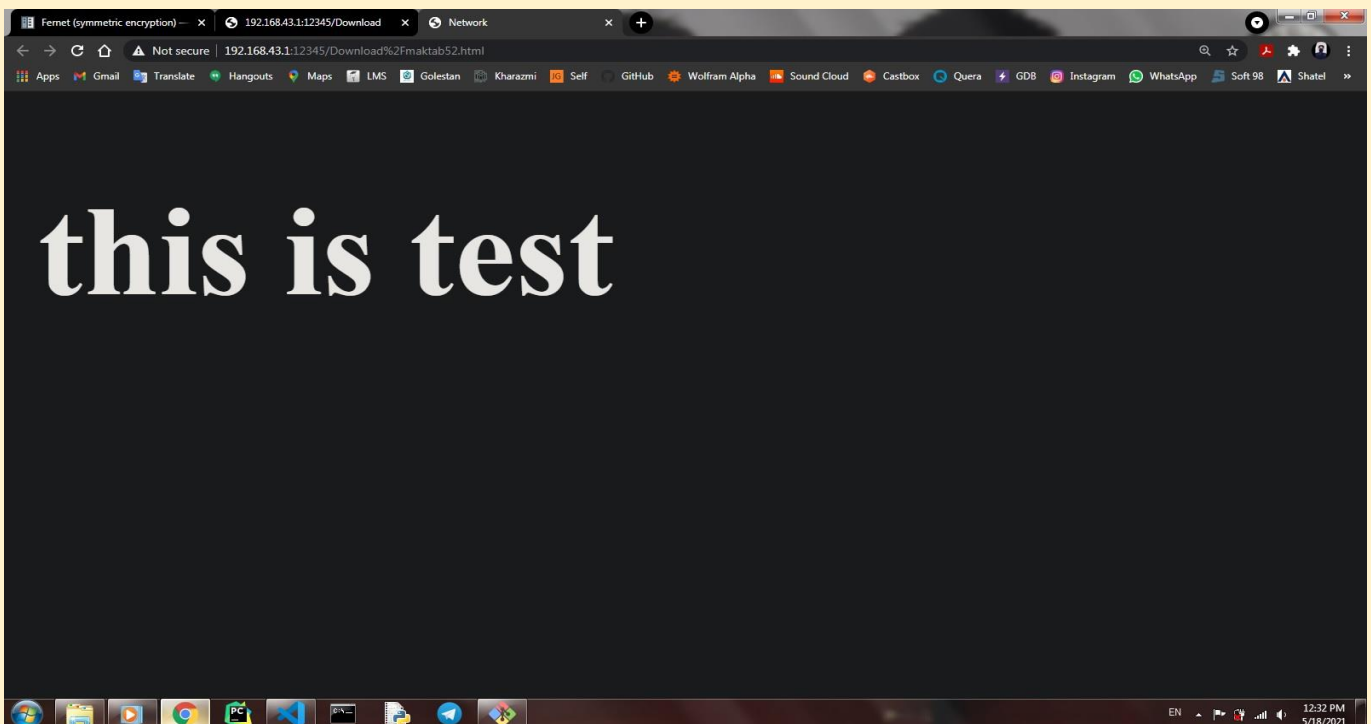 Fernet (symmetric encryption) — 192.168.43.1:12345/Download Network
Not secure 192.168.43.1:12345/Download%2Fmaktab52.html
Apps Gmail Translate Hangouts Maps LMS Golestan Kharazmi IG Self GitHub Wolfram Alpha Sound Cloud Castbox Quera GDB Instagram WhatsApp Soft 98 Shatel »
this is test
EN 12:32 PM
5/18/2021